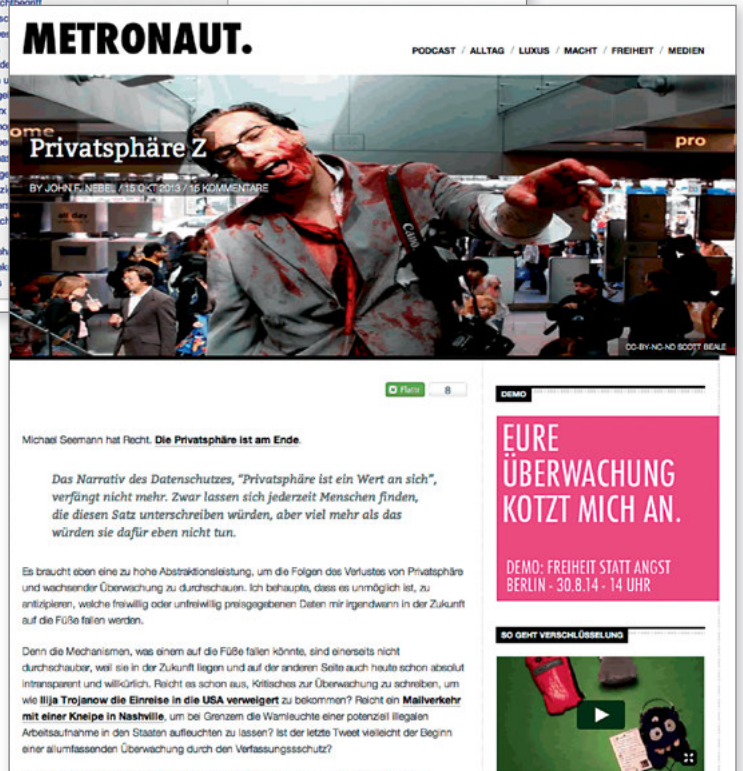 METRONAUT.
PODCAST / ALLTAG / LUXUS / MACHT / FREIHEIT / MEDIEN
ome
pro
Privatsphäre Z
BY JOHN F. NEBEL / 15 OKT 2013 / 15 KOMMENTARE
all day
Canon
CC-BY-NC-ND SCOTT BEALE
Flattr 8
Michael Seemann hat Recht. Die Privatsphäre ist am Ende.
Das Narrativ des Datenschutzes, “Privatsphäre ist ein Wert an sich”,
verfängt nicht mehr. Zwar lassen sich jederzeit Menschen finden,
die diesen Satz unterschreiben würden, aber viel mehr als das
würden sie dafür eben nicht tun.
Es braucht eben eine zu hohe Abstraktionsleistung, um die Folgen des Verlustes von Privatsphäre
und wachsender Überwachung zu durchschauen. Ich behaupte, dass es unmöglich ist, zu
antizipieren, welche freiwillig oder unfreiwillig preisgegebenen Daten mir irgendwann in der Zukunft
auf die Füße fallen werden.
Denn die Mechanismen, was einem auf die Füße fallen könnte, sind einerseits nicht
durchschaubar, weil sie in der Zukunft liegen und auf der anderen Seite auch heute schon absolut
intransparent und willkürlich. Reicht es schon aus, Kritisches zur Überwachung zu schreiben, um
wie Ilija Trojanow die Einreise in die USA verweigert zu bekommen? Reicht ein Mailverkehr
mit einer Kneipe in Nashville, um bei Grenzern die Warnleuchte einer potenziell illegalen
Arbeitsaufnahme in den Staaten aufleuchten zu lassen? Ist der letzte Tweet vielleicht der Beginn
einer allumfassenden Überwachung durch den Verfassungssschutz?
DEMO
EURE
ÜBERWACHUNG
KOTZT MICH AN.
DEMO: FREIHEIT STATT ANGST
BERLIN - 30.8.14 - 14 UHR
SO GEHT VERSCHLÜSSELUNG